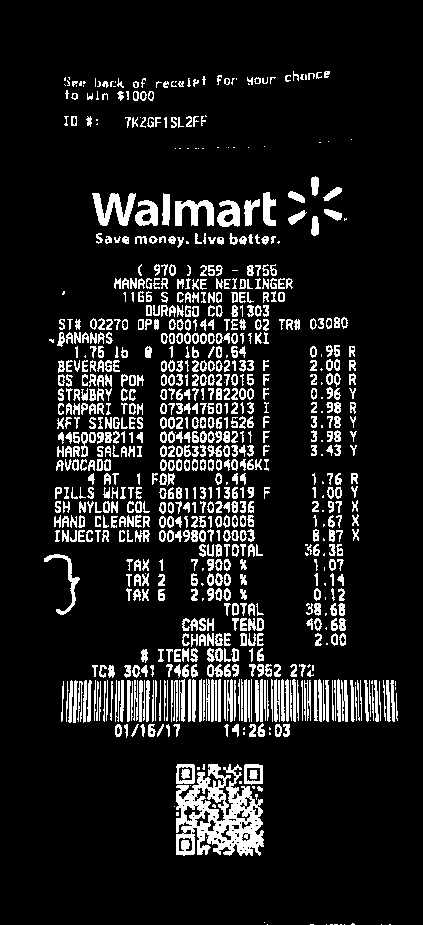 See back of receipt for your chance
to win $1000
ID #: 7K2GF1SL2FF
Walmart
Save money. Live better.
( 970 ) 259 - 8755
MANAGER MIKE NEIDLINGER
1155 S CAMINO DEL RIO
DURANGO CO 81303
ST# 02270 OP# 000144 TE# 02 TR# 03080
BANANAS 000000004011KI
1.75 lb @ 1 lb /0.54 0.95 R
BEVERAGE 003120002133 F 2.00 R
OS CRAN POM 003120027015 F 2.00 R
STRWBRY CC 076471782200 F 0.96 Y
CAMPARI TOM 073447501213 I 2.98 R
KFT SINGLES 002100061526 F 3.78 Y
44500982114 004460098211 F 3.98 Y
HARD SALAMI 020533960343 F 3.43 Y
AVOCADO 000000004046KI
4 AT 1 FOR 0.44 1.76 R
PILLS WHITE 068113113619 F 1.00 Y
SH NYLON COL 007417024836 2.97 X
HAND CLEANER 004125100005 1.67 X
INJECTR CLNR 004980710003 8.87 X
SUBTOTAL 36.35
TAX 1 7.900 % 1.07
TAX 2 5.000 % 1.14
TAX 6 2.900 % 0.12
TOTAL 38.68
CASH TEND 40.68
CHANGE DUE 2.00
# ITEMS SOLD 16
TC# 3041 7466 0669 7952 272
01/16/17 14:26:03